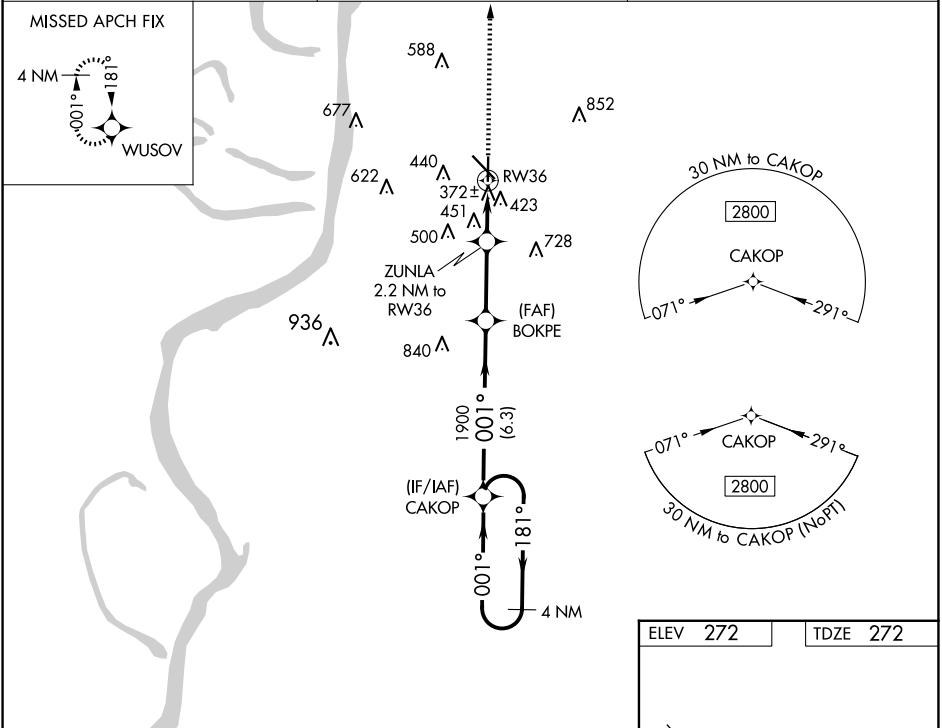 MISSED APCH FIX
4 NM
181°
001°
WUSOV
588
677
852
622
440
RW36
372±
423
451
500
728
ZUNLA
2.2 NM to
RW36
936
(FAF)
BOKPE
840
1900
001°
(6.3)
(IF/IAF)
CAKOP
181°
001°
4 NM
30 NM to CAKOP
2800
CAKOP
071°
291°
071°
CAKOP
291°
2800
30 NM to CAKOP (NoPT)
ELEV 272
TDZE 272